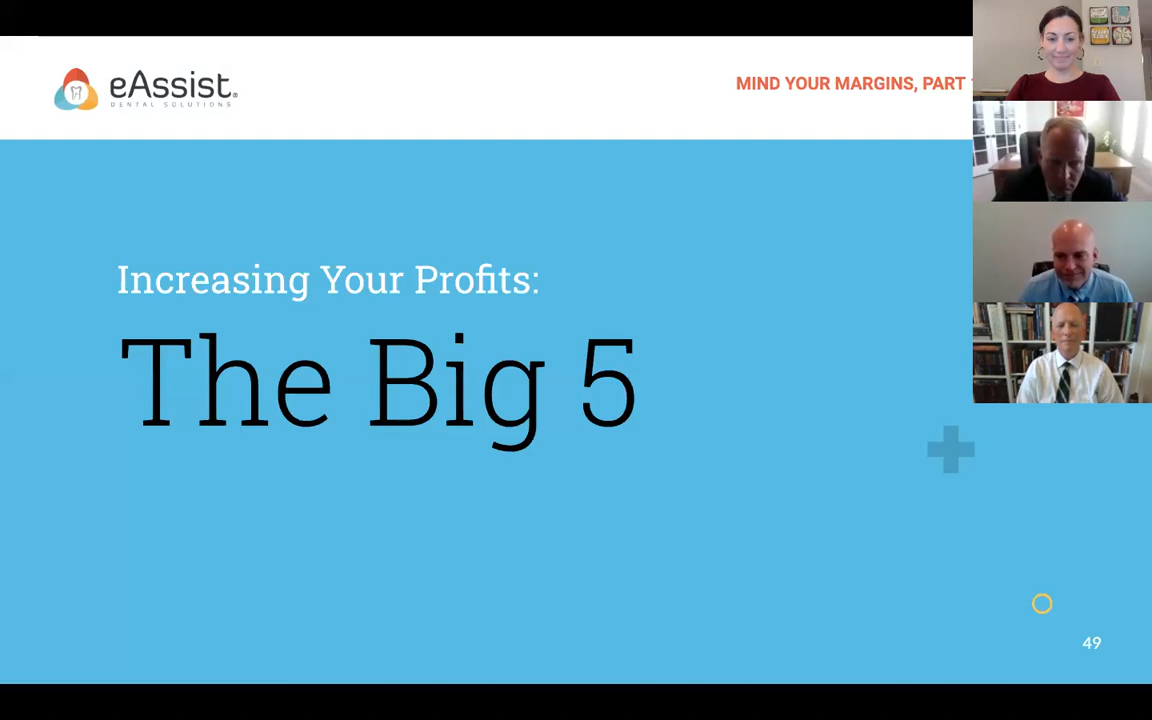 eAssist®
DENTAL SOLUTIONS
MIND YOUR MARGINS, PART
Increasing Your Profits:
The Big 5
49